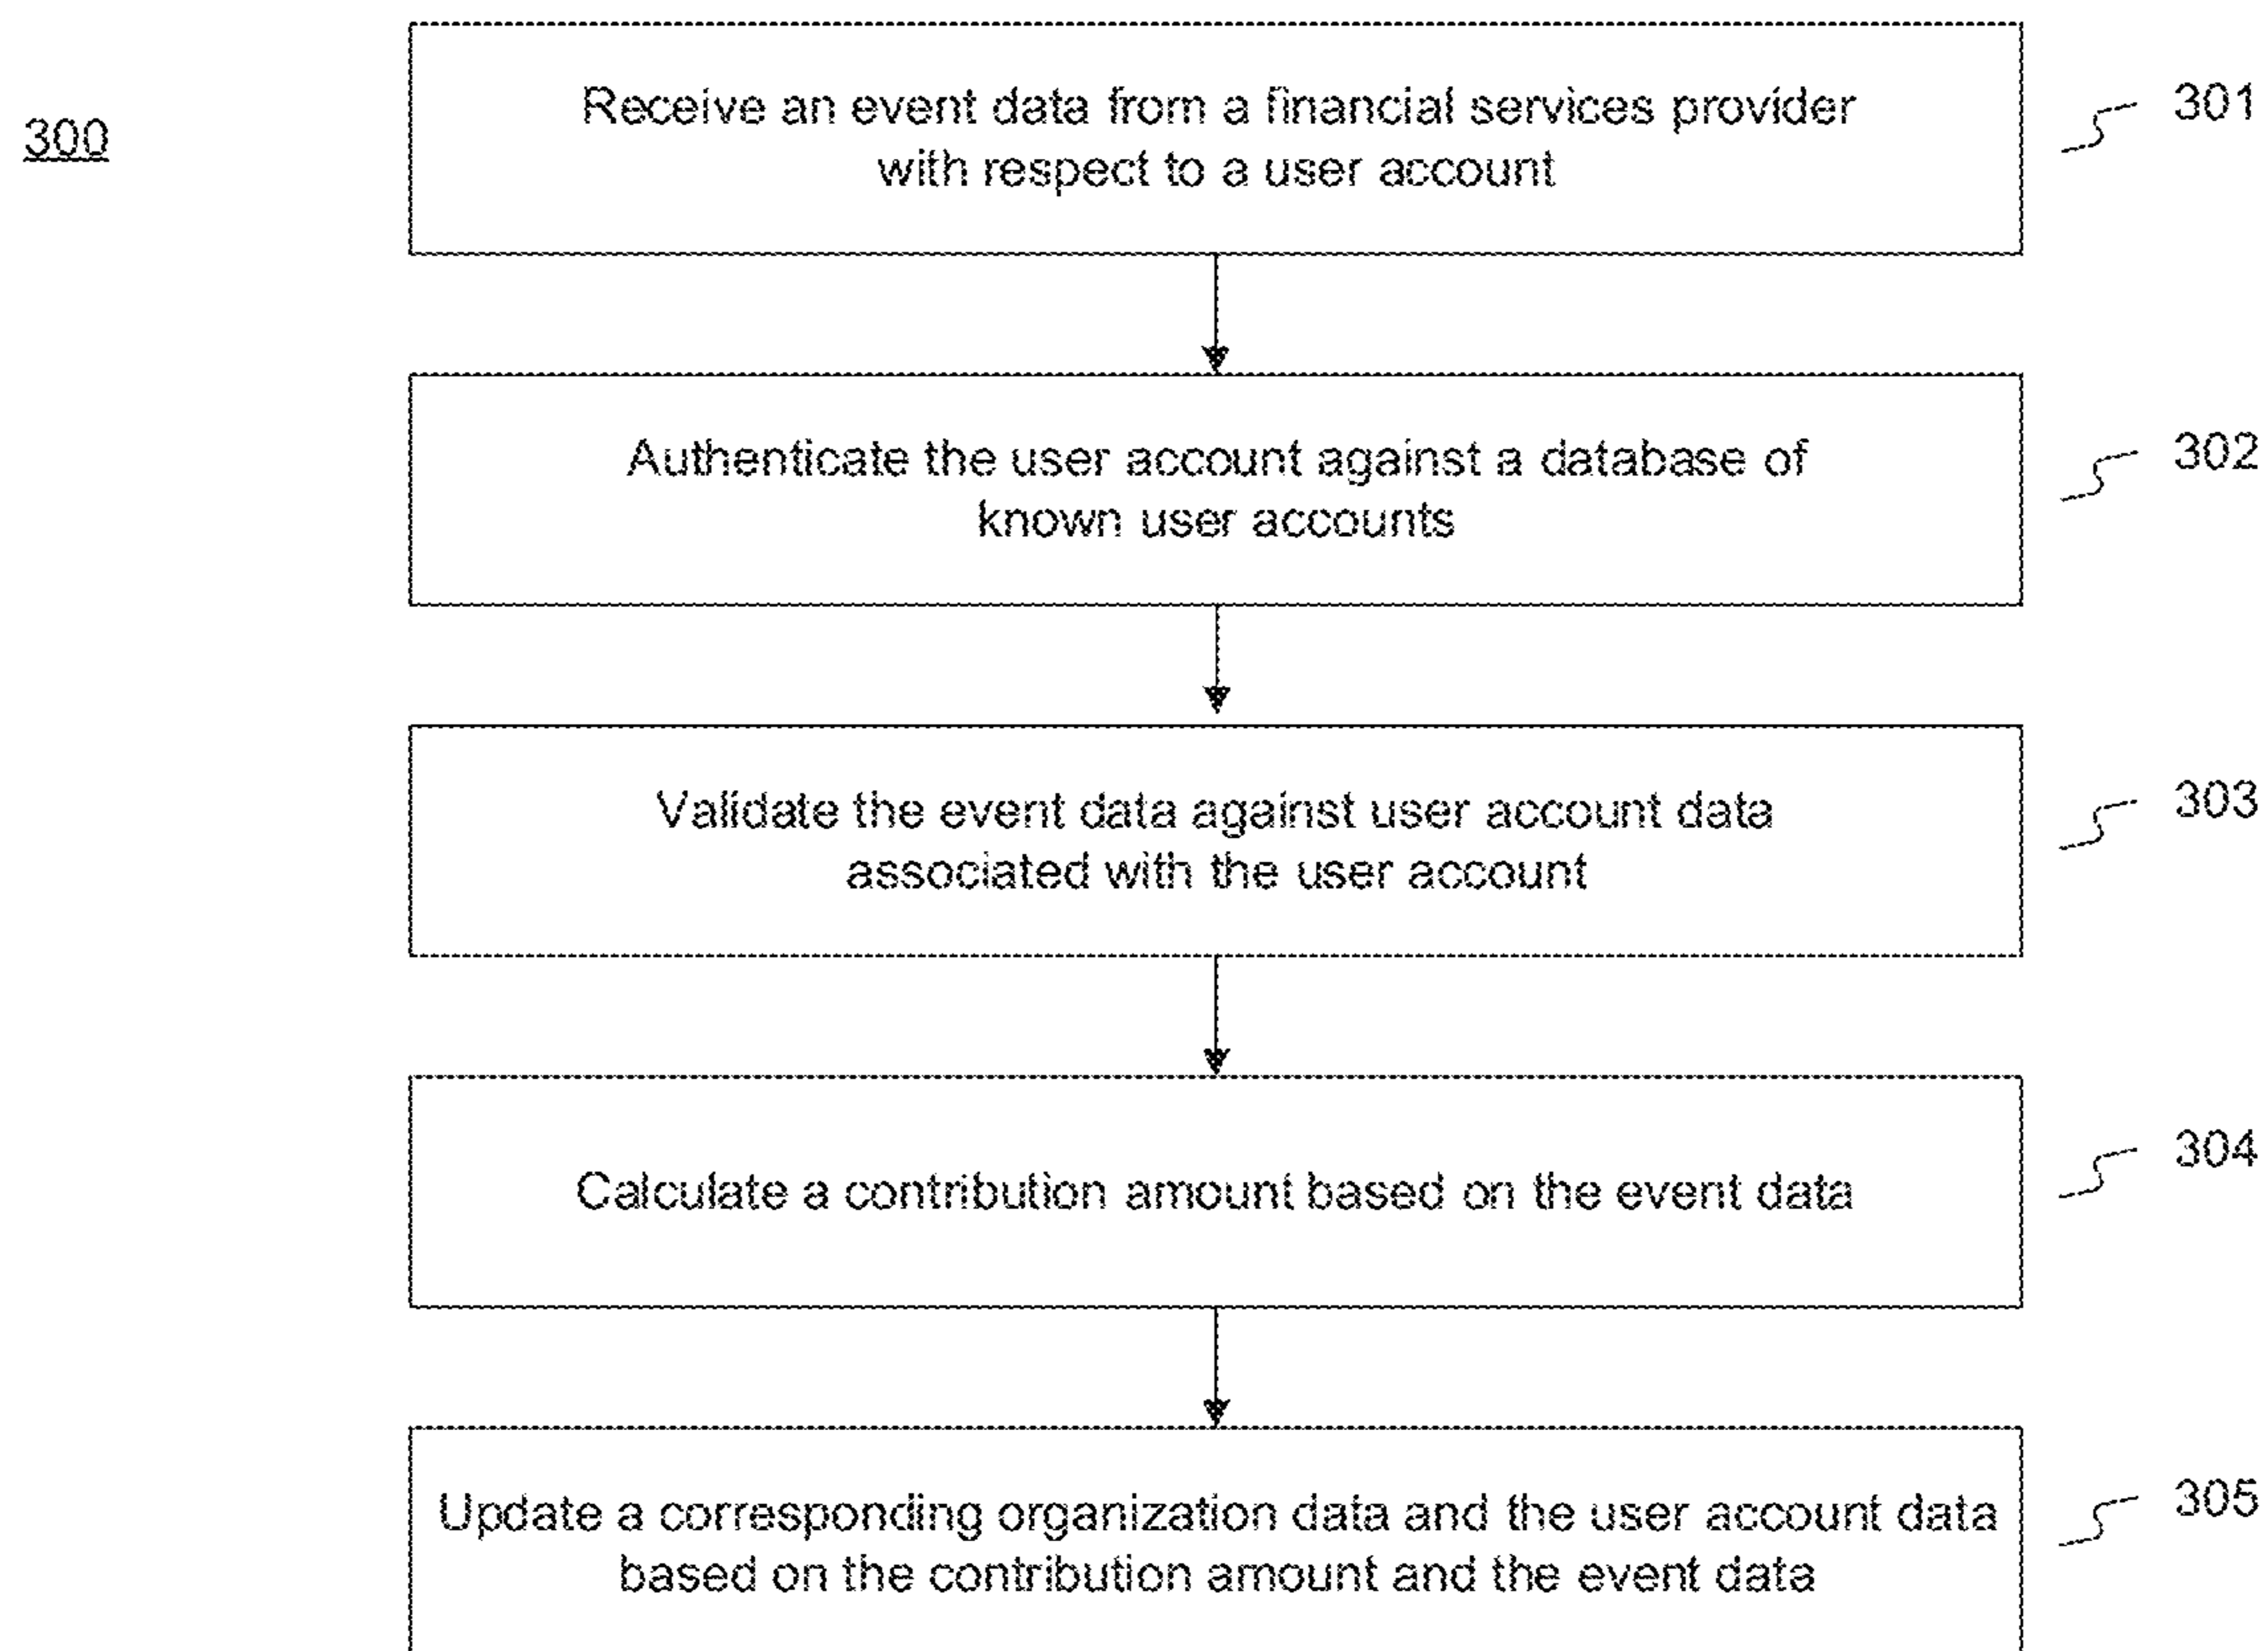 300
Receive an event data from a financial services provider
with respect to a user account
301
Authenticate the user account against a database of
known user accounts
302
Validate the event data against user account data
associated with the user account
303
Calculate a contribution amount based on the event data
304
Update a corresponding organization data and the user account data
based on the contribution amount and the event data
305